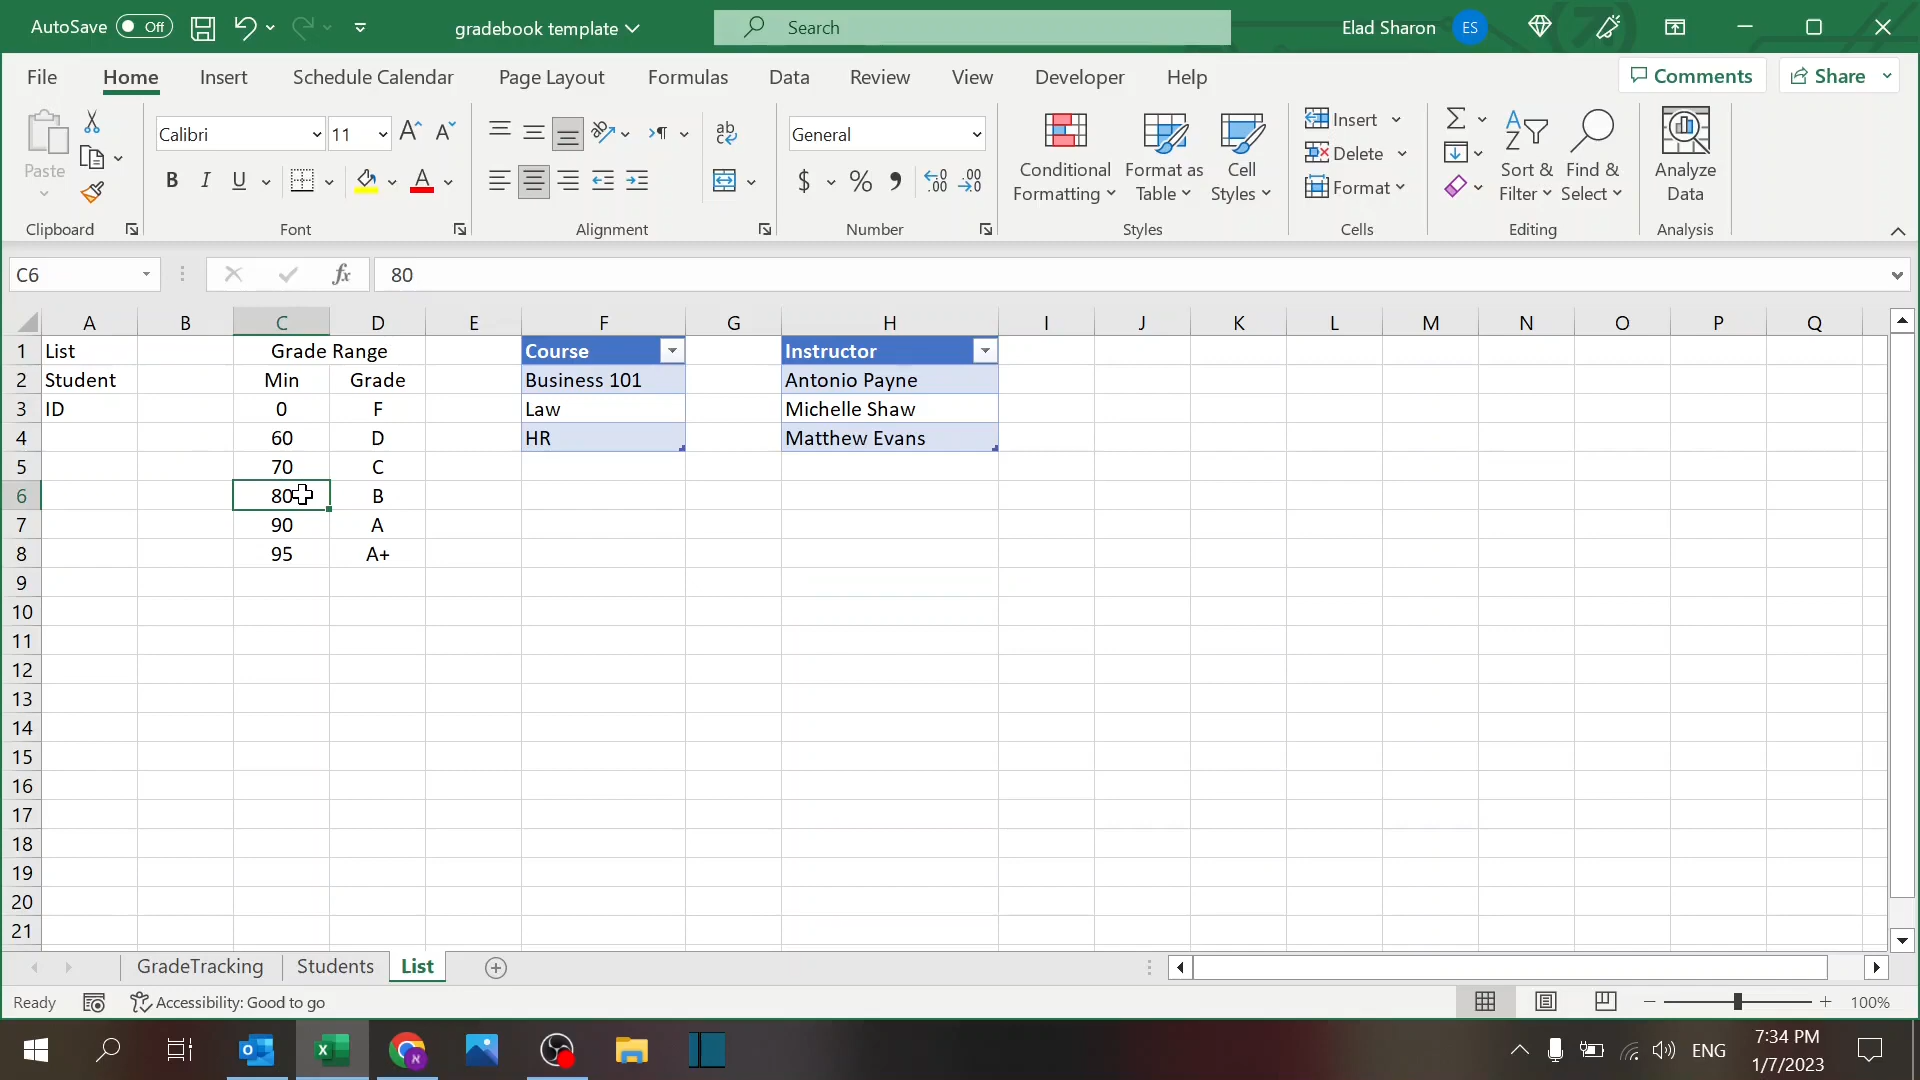 AutoSave Off gradebook template Search Elad Sharon ES
File Home Insert Schedule Calendar Page Layout Formulas Data Review View Developer Help Comments Share
Paste
Clipboard
Calibri 11
B I U A
Font
ab
Alignment
General
$ % 9
Number
Conditional Formatting
Format as Table
Cell Styles
Styles
Insert
Delete
Format
Cells
Sort & Filter
Find & Select
Editing
Analyze Data
Analysis
C6 fx 80
A B C D E F G H I J K L M N O P Q
1 List Grade Range Course Instructor
2 Student Min Grade Business 101 Antonio Payne
3 ID 0 F Law Michelle Shaw
4 60 D HR Matthew Evans
5 70 C
6 80 B
7 90 A
8 95 A+
9
10
11
12
13
14
15
16
17
18
19
20
21
GradeTracking Students List
Ready Accessibility: Good to go 100%
ENG 7:34 PM
1/7/2023